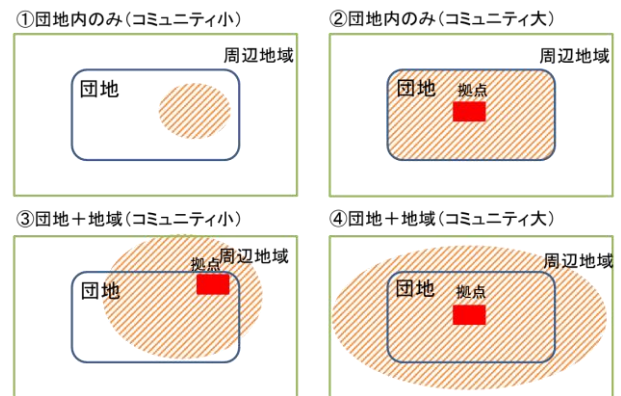 ①団地内のみ(コミュニティ小)
周辺地域
団地
②団地内のみ(コミュニティ大)
周辺地域
団地
拠点
③団地+地域(コミュニティ小)
周辺地域
拠点
団地
④団地+地域(コミュニティ大)
周辺地域
団地
拠点